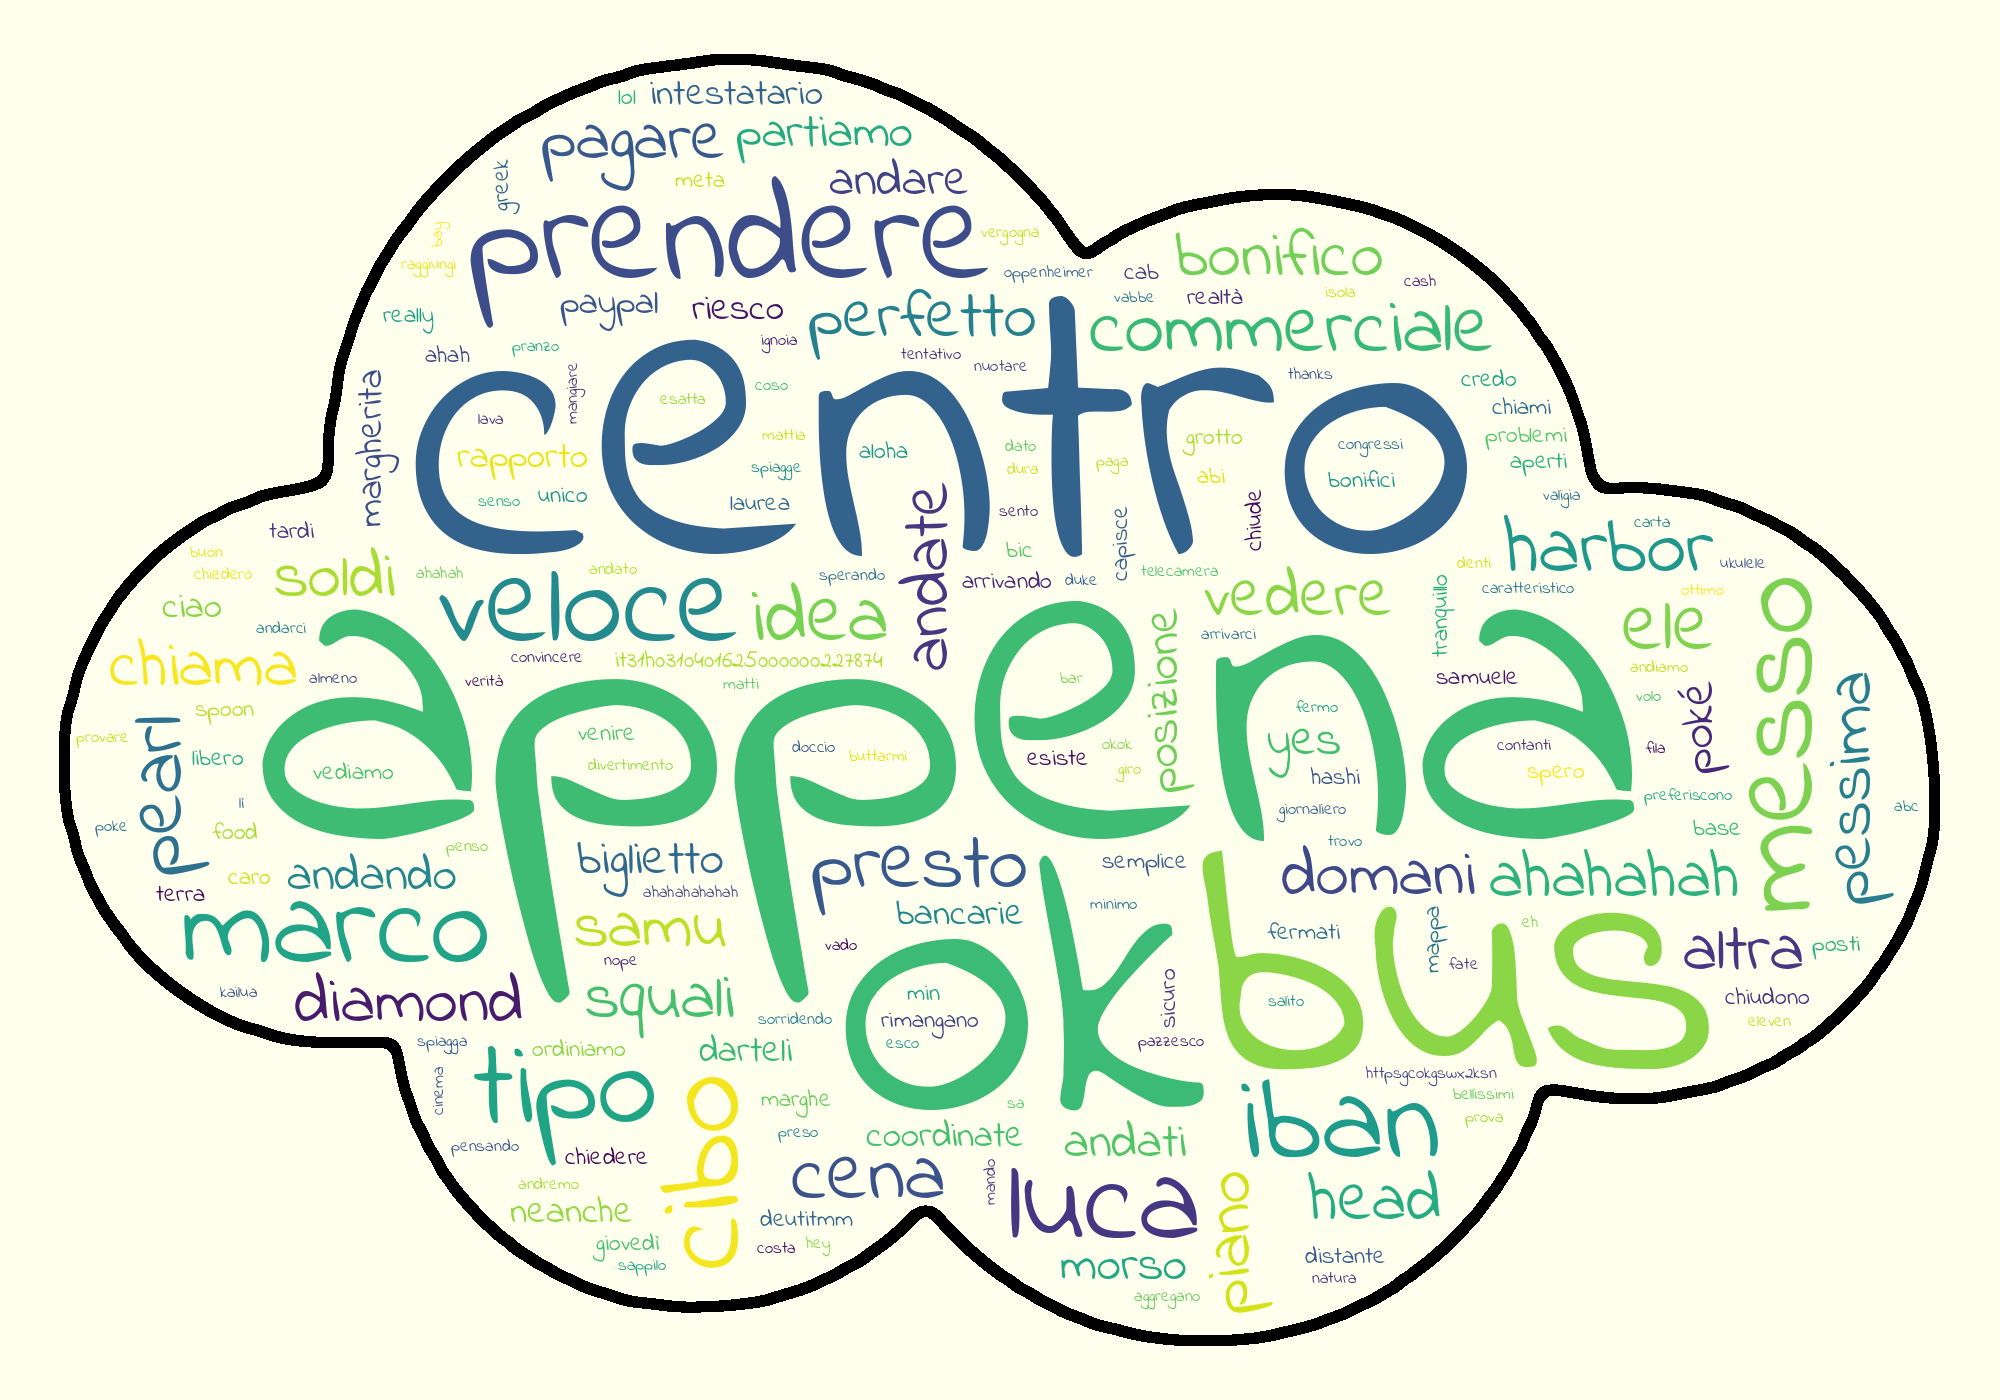 lol intestatario
pagare partiamo
greek meta andare
prendere
bay vergogna
raggiungi oppenheimer cab bonifico
vabbe realtà isola cash
really paypal riesco perfetto commerciale
ahah pranzo ignoia tentativo
nuotare thanks
margherita mangiare centro
esatta coso credo
lava chiami
mattia grotto congressi problemi
rapporto aloha dato
spiagge dura paga abi aperti
senso unico laurea bonifici
valigia
tardi andate sento chiude capisce harbor carta
buon bic
chiederò soldi ahahah andato sperando arrivando duke telecamera denti ukulele
ciao veloce idea vedere tranquillo caratteristico ottimo
andarci posizione arrivarci ele messo
convincere it31h0310401625000000227874
chiama almeno verità matti appena bar samuele andiamo pessima
spoon fermo volo
pearl provare venire yes poké
libero vediamo divertimento doccio buttarmi esiste okok contanti fila
giro hashi spero
lì preferiscono
poke food giornaliero base abc
penso trovo
andando biglietto presto semplice domani ahahahah
terra caro ahahahahahah
marco samu bancarie minimo bus mappa eh
vado fermati altra posti
nope fate
kailua diamond squali ok min sicuro salito chiudono
sorridendo rimangano eleven
spiagga ordiniamo darteli esco pazzesco
cinema tipo httpsgcokgswx2ksn
cibo marghe sa iban bellissimi
preso prova
pensando chiedere coordinate andati
andremo cena mando luca piano head
neanche deutitmm
giovedì costa hey distante
sappilo morso natura
aggregano